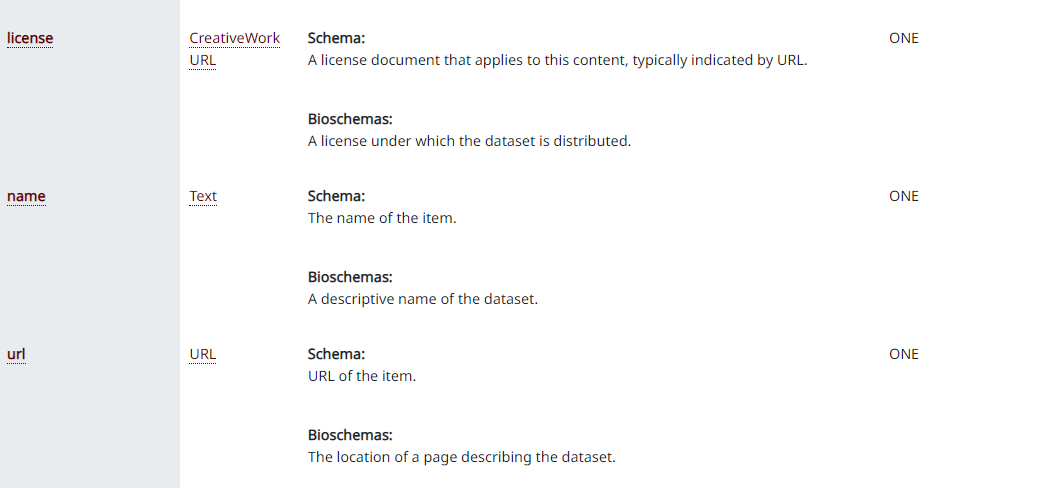 license CreativeWork Schema: ONE
URL A license document that applies to this content, typically indicated by URL.
Bioschemas:
A license under which the dataset is distributed.
name Text Schema: ONE
The name of the item.
Bioschemas:
A descriptive name of the dataset.
url URL Schema: ONE
URL of the item.
Bioschemas:
The location of a page describing the dataset.